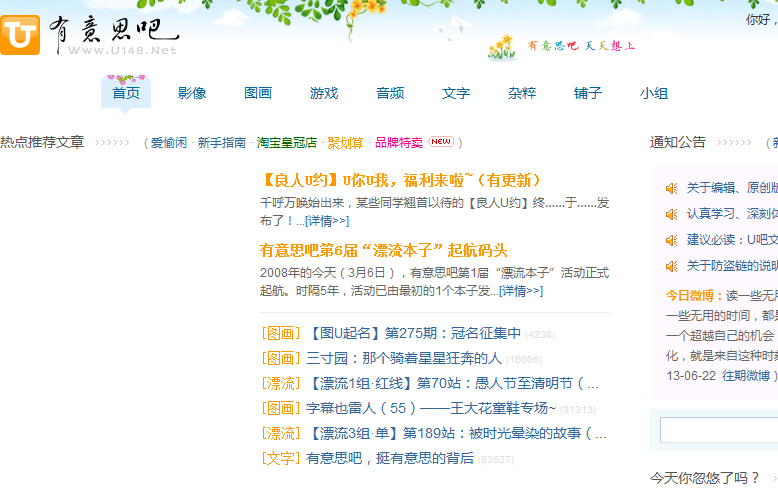 有意思吧
Www.U148.Net
有意思吧 天天想上
你好，
首页 影像 图画 游戏 音频 文字 杂粹 铺子 小组
热点推荐文章 （ 爱偷闲 · 新手指南 · 淘宝皇冠店 · 聚划算 · 品牌特卖 NEW ）
通知公告
【良人U约】U你U我，福利来啦~（有更新）
千呼万唤始出来，某些同学翘首以待的【良人U约】终……于……发
布了！...[详情>>]
有意思吧第6届“漂流本子”起航码头
2008年的今天（3月6日），有意思吧第1届“漂流本子”活动正式
起航。时隔5年，活动已由最初的1个本子发...[详情>>]
[图画] 【图U起名】第275期：冠名征集中 (4238)
[图画] 三寸园：那个骑着星星狂奔的人 (16606)
[漂流] 【漂流1组·红线】第70站：愚人节至清明节（...
[图画] 字幕也雷人（55）——王大花童鞋专场~ (31313)
[漂流] 【漂流3组·单】第189站：被时光晕染的故事（...
[文字] 有意思吧，挺有意思的背后 (83527)
关于编辑、原创版
认真学习、深刻体
建议必读：U吧文
关于防盗链的说明
今日微博：读一些无用
一些无用的时间，都是
一个超越自己的机会
化，就是来自这种时刻
13-06-22 往期微博）
今天你忽悠了吗？